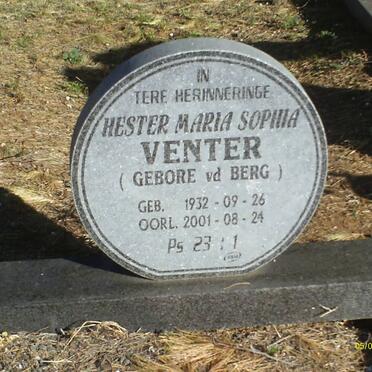 IN
TERE HERINNERINGE
HESTER MARIA SOPHIA
VENTER
( GEBORE vd BERG )
GEB. 1932 - 09 - 26
OORL. 2001 - 08 - 24
Ps 23 : 1